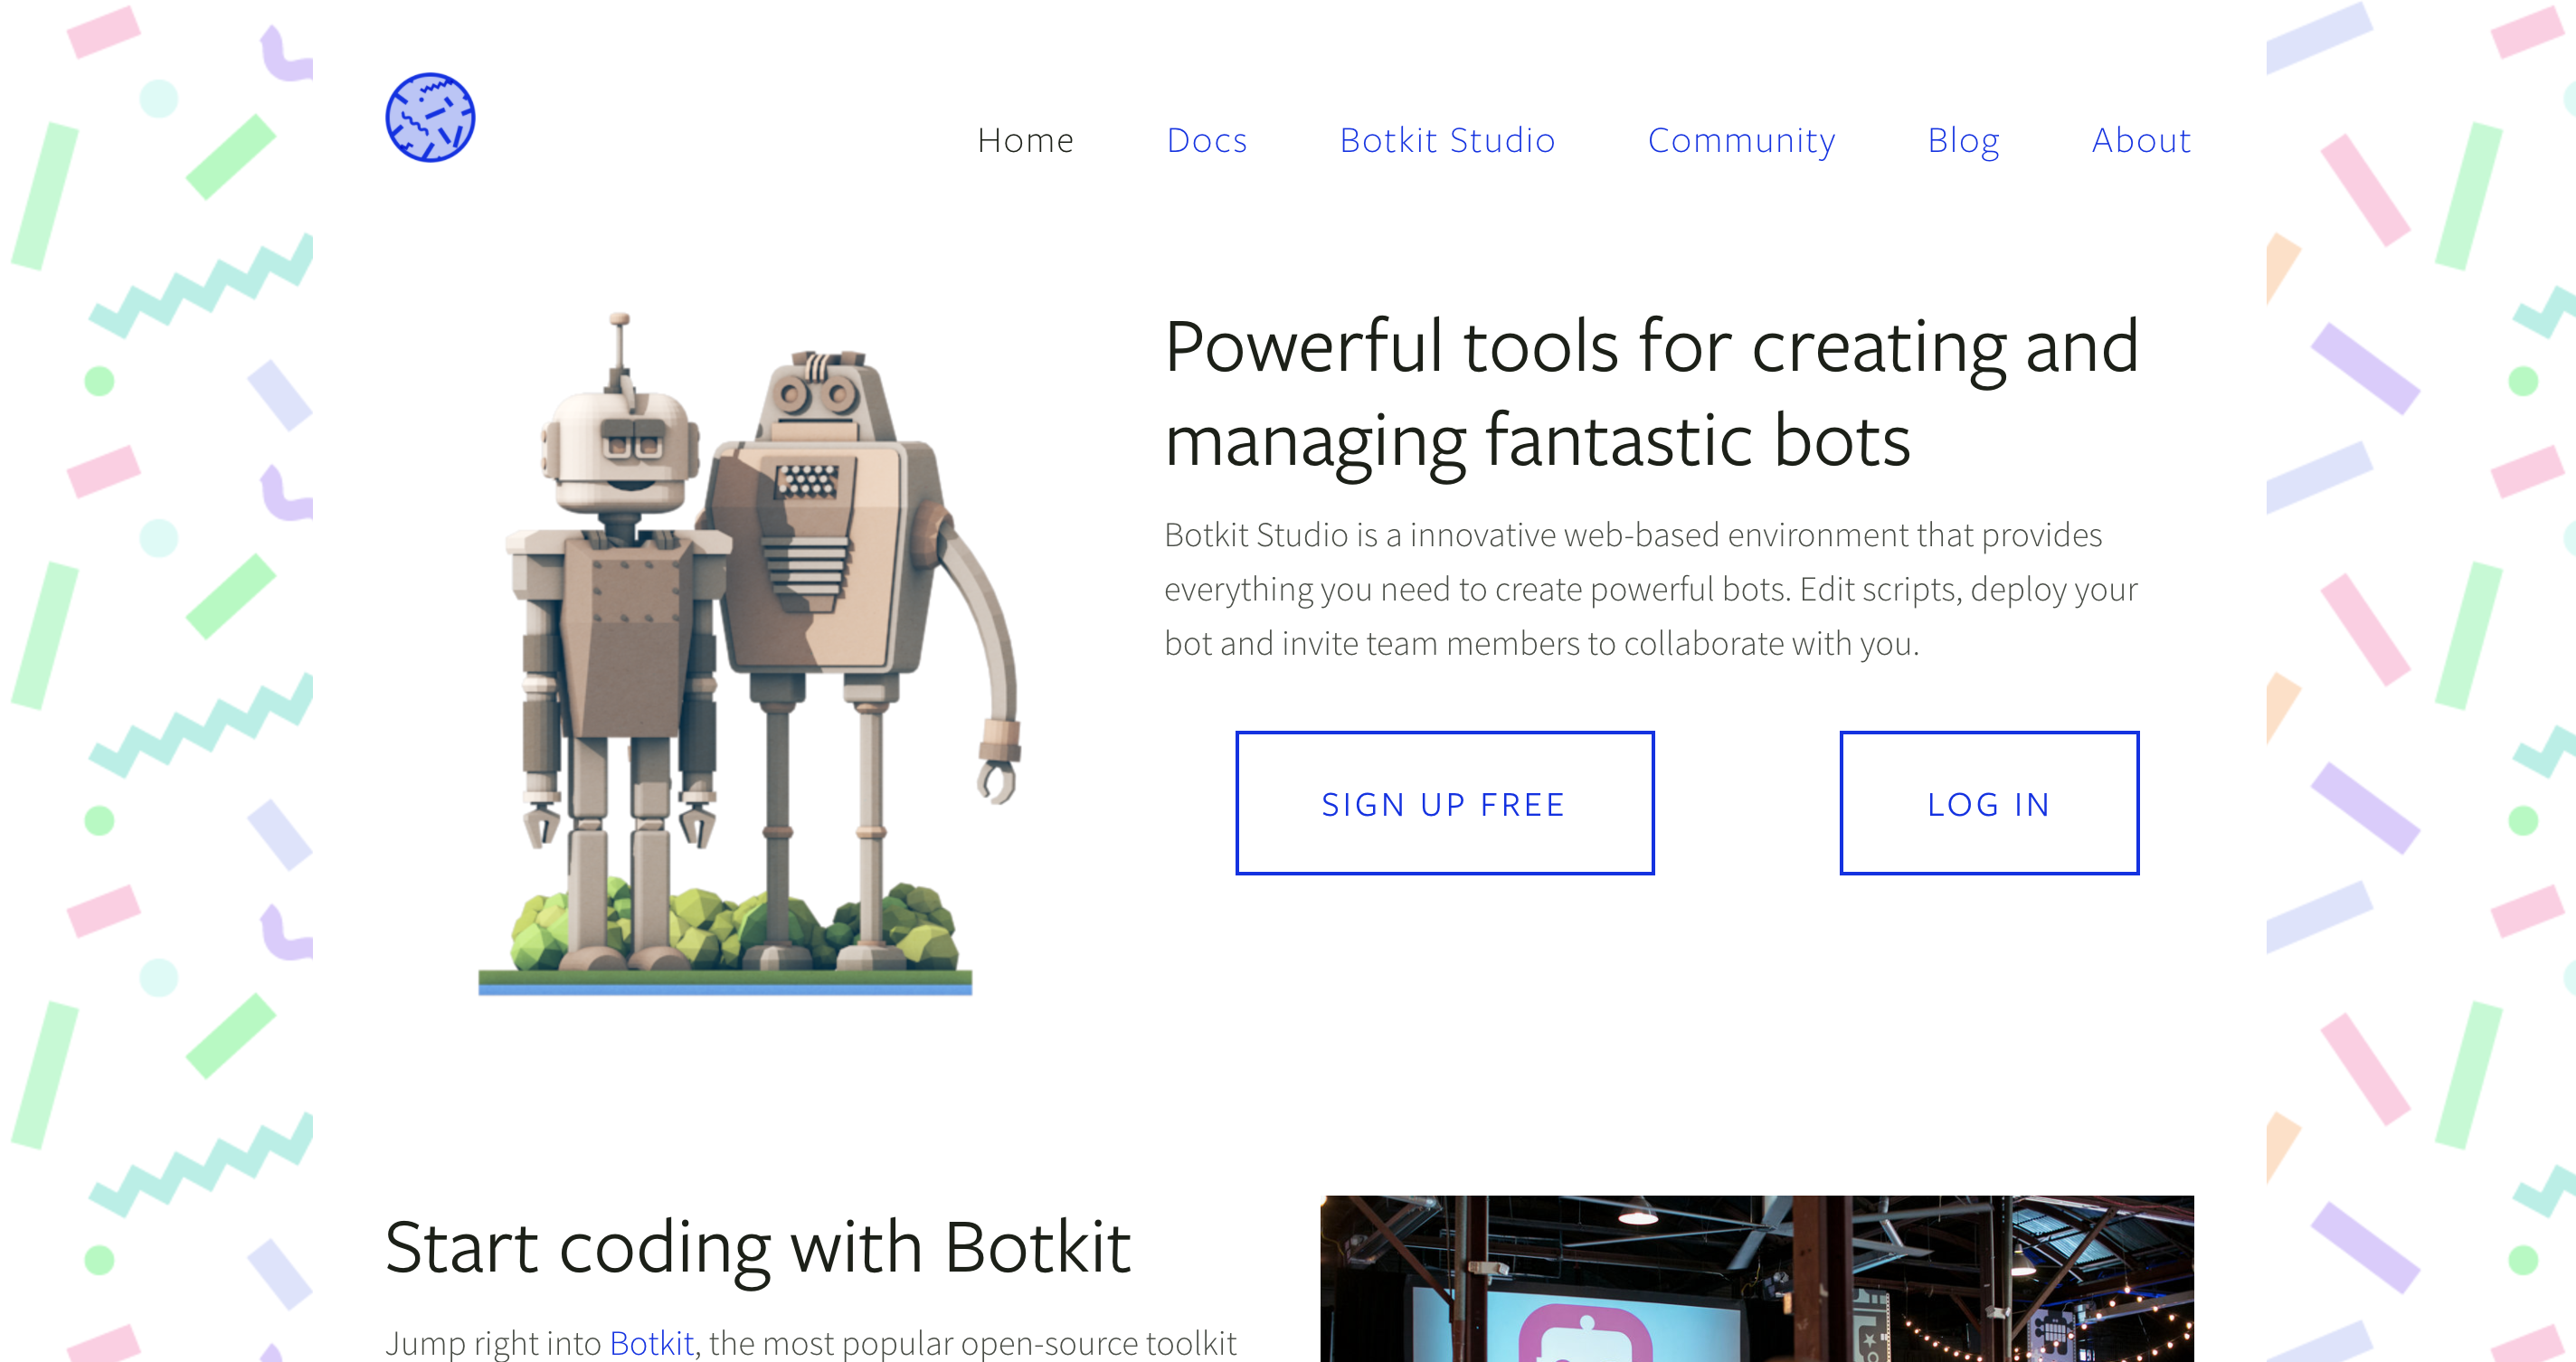 Home Docs Botkit Studio Community Blog About
Powerful tools for creating and
managing fantastic bots
Botkit Studio is a innovative web-based environment that provides
everything you need to create powerful bots. Edit scripts, deploy your
bot and invite team members to collaborate with you.
SIGN UP FREE LOG IN
Start coding with Botkit
Jump right into Botkit, the most popular open-source toolkit